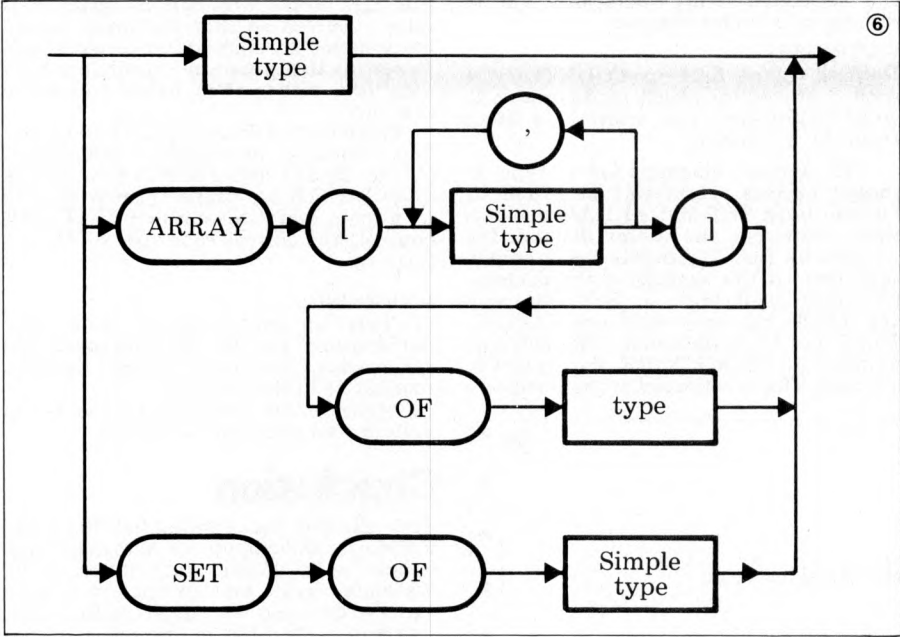 ⑥
Simple
type
,
ARRAY
[
Simple
type
]
OF
type
SET
OF
Simple
type